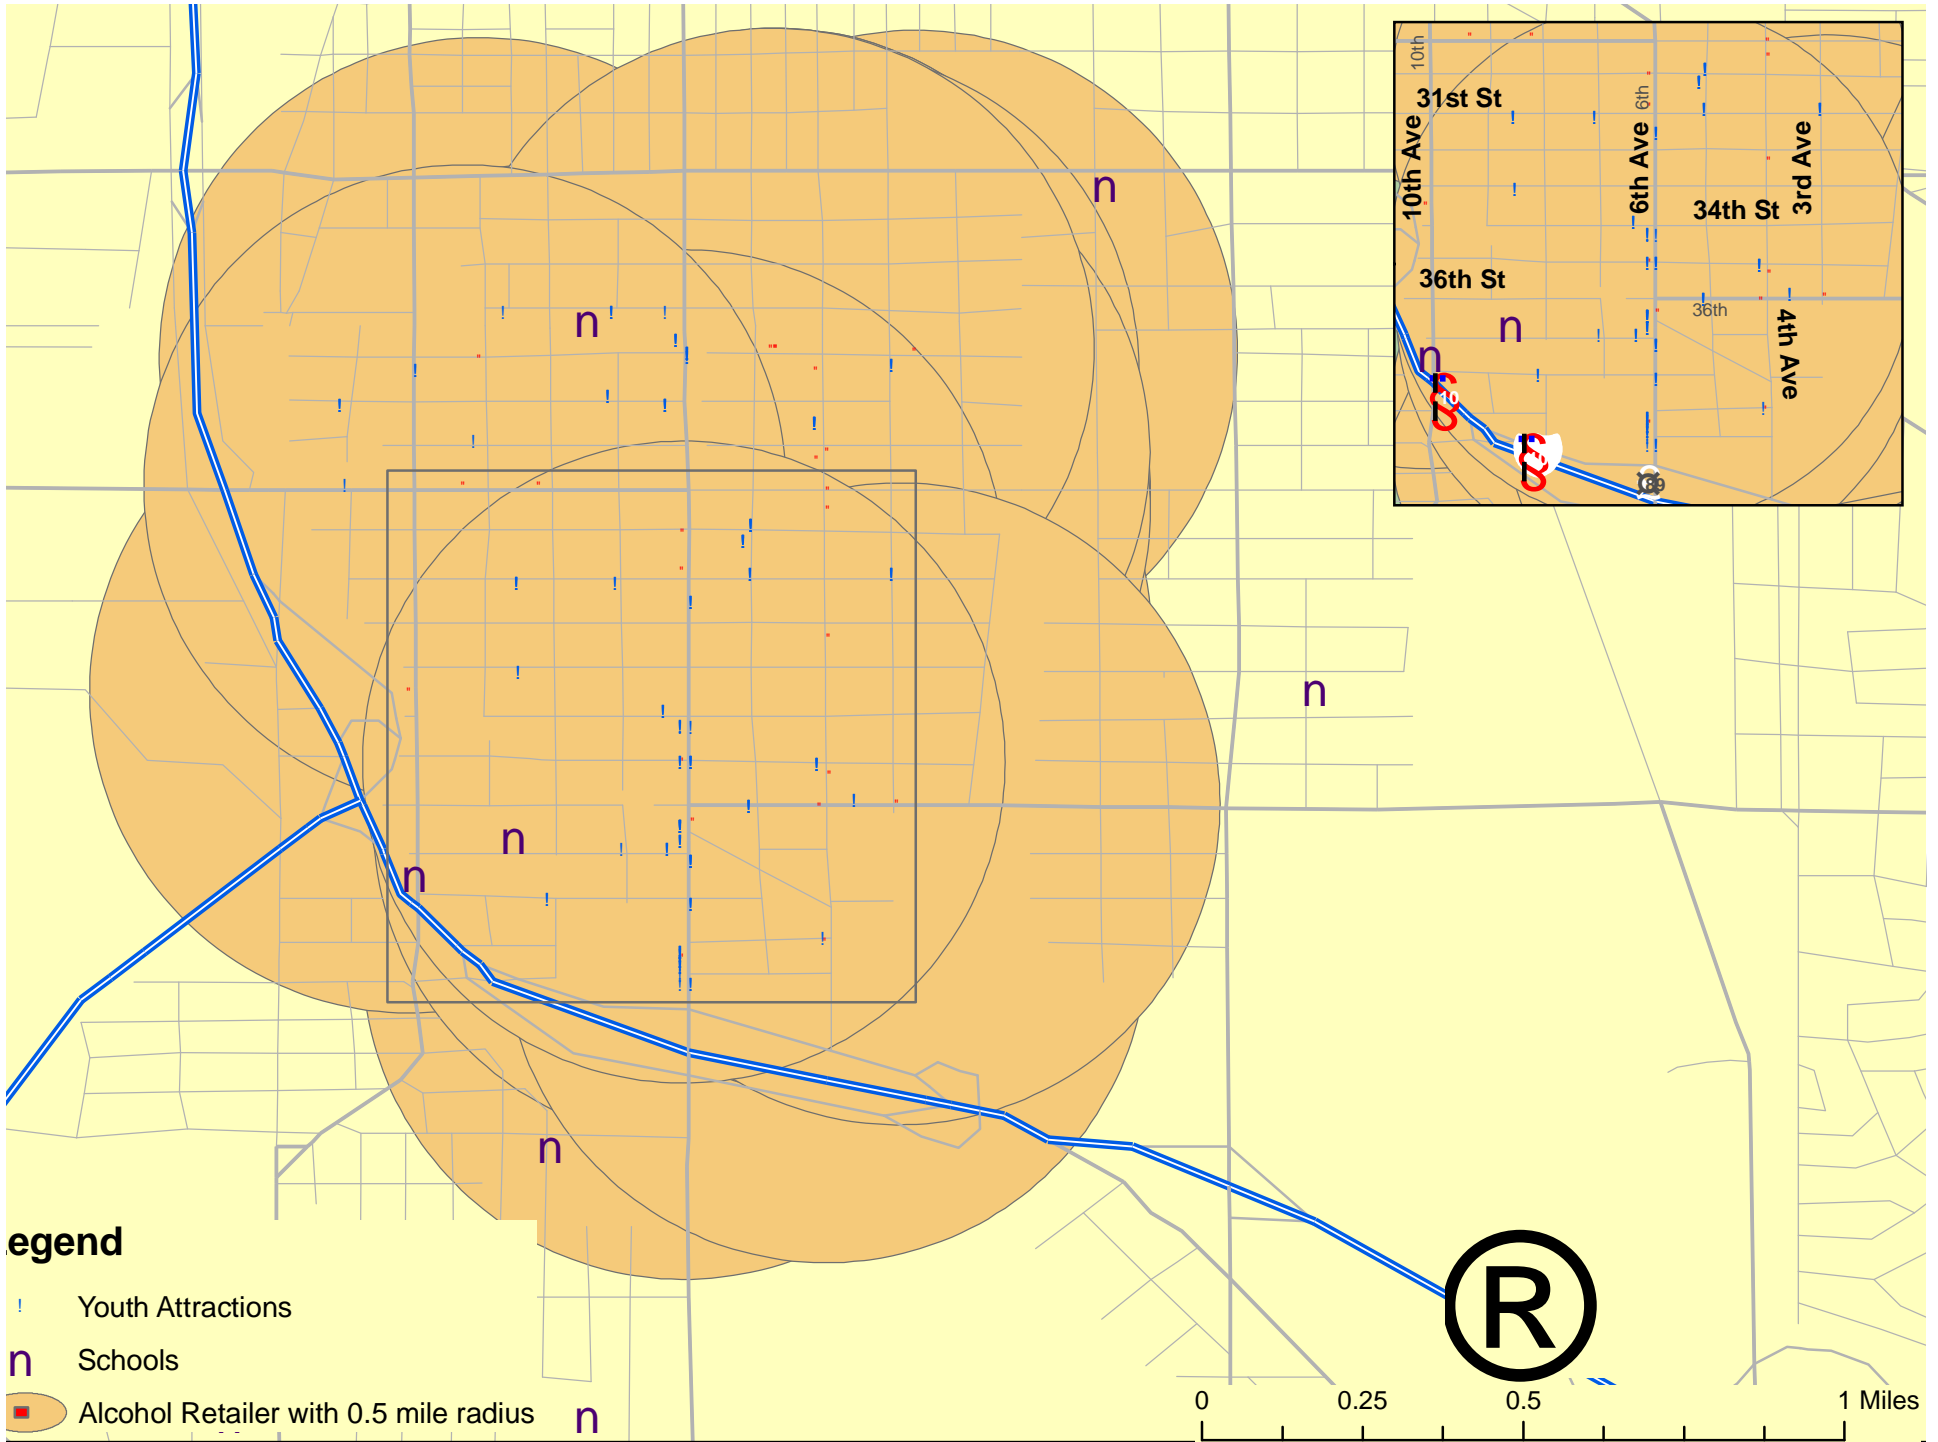 10th
31st St
6th
10th Ave
6th Ave
3rd Ave
34th St
36th St
36th
4th Ave
n
n
n
n
n
n
n
n
n
89
R
egend
! Youth Attractions
n Schools
Alcohol Retailer with 0.5 mile radius
0 0.25 0.5 1 Miles